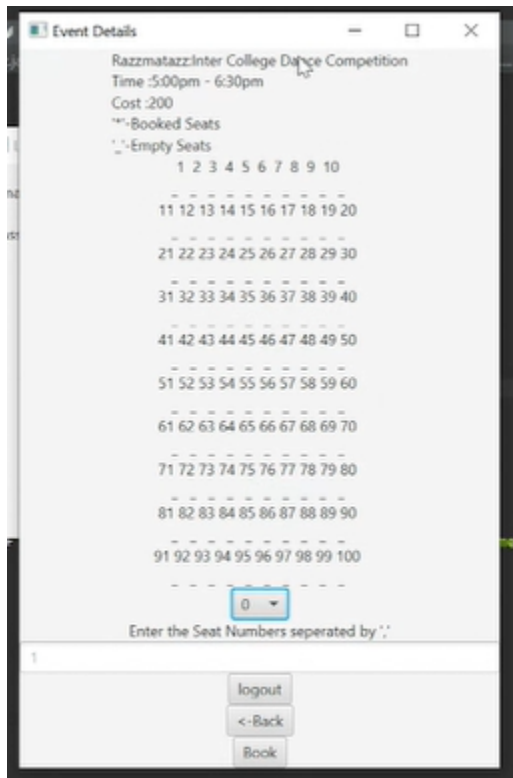 Event Details
Razzmatazz:Inter College Dance Competition
Time :5:00pm - 6:30pm
Cost :200
'*'-Booked Seats
'_'-Empty Seats
1 2 3 4 5 6 7 8 9 10
_ _ _ _ _ _ _ _ _ _
11 12 13 14 15 16 17 18 19 20
_ _ _ _ _ _ _ _ _ _
21 22 23 24 25 26 27 28 29 30
_ _ _ _ _ _ _ _ _ _
31 32 33 34 35 36 37 38 39 40
_ _ _ _ _ _ _ _ _ _
41 42 43 44 45 46 47 48 49 50
_ _ _ _ _ _ _ _ _ _
51 52 53 54 55 56 57 58 59 60
_ _ _ _ _ _ _ _ _ _
61 62 63 64 65 66 67 68 69 70
_ _ _ _ _ _ _ _ _ _
71 72 73 74 75 76 77 78 79 80
_ _ _ _ _ _ _ _ _ _
81 82 83 84 85 86 87 88 89 90
_ _ _ _ _ _ _ _ _ _
91 92 93 94 95 96 97 98 99 100
_ _ _ _ _ _ _ _ _ _
0
Enter the Seat Numbers seperated by ','
1
logout
<-Back
Book